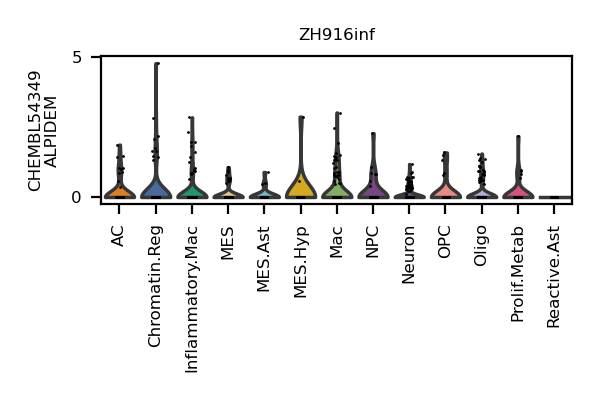 ZH916inf
CHEMBL54349
ALPIDEM
5
0
AC
Chromatin.Reg
Inflammatory.Mac
MES
MES.Ast
MES.Hyp
Mac
NPC
Neuron
OPC
Oligo
Prolif.Metab
Reactive.Ast